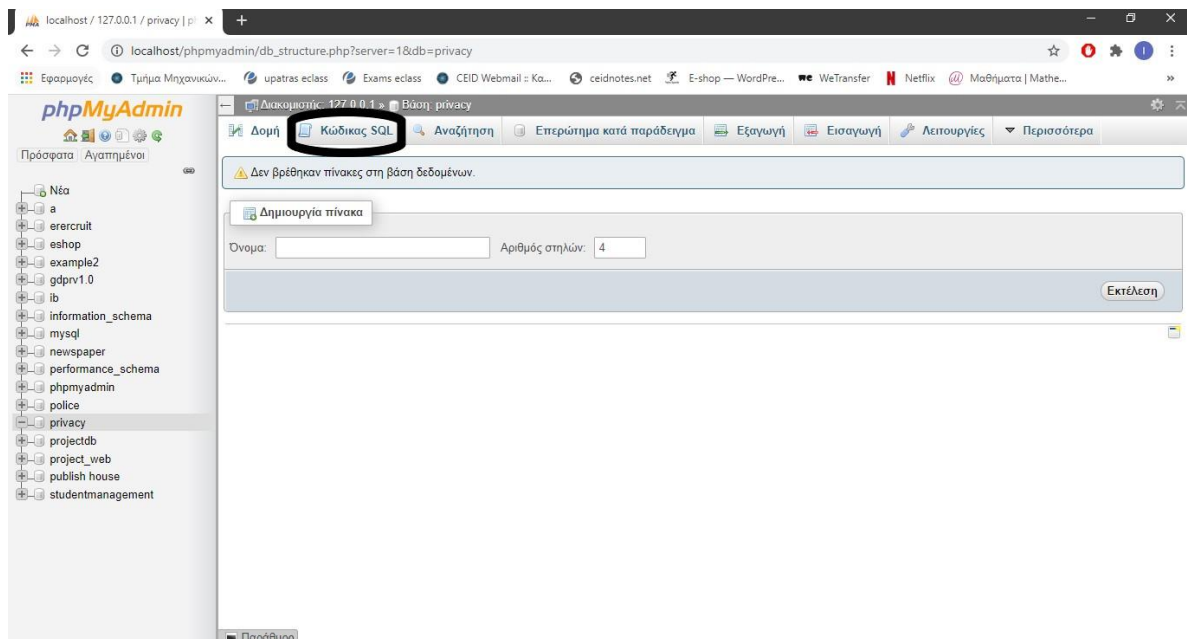 localhost / 127.0.0.1 / privacy | p
localhost/phpmyadmin/db_structure.php?server=1&db=privacy
Εφαρμογές Τμήμα Μηχανικών... upatras eclass Exams eclass CEID Webmail :: Κα... ceidnotes.net E-shop — WordPre... we WeTransfer Netflix Μαθήματα | Mathe... »
phpMyAdmin
Πρόσφατα Αγαπημένοι
Νέα
a
erercruit
eshop
example2
gdprv1.0
ib
information_schema
mysql
newspaper
performance_schema
phpmyadmin
police
privacy
projectdb
project_web
publish house
studentmanagement
Διακομιστής: 127.0.0.1 » Βάση: privacy
Δομή Κώδικας SQL Αναζήτηση Επερώτημα κατά παράδειγμα Εξαγωγή Εισαγωγή Λειτουργίες Περισσότερα
Δεν βρέθηκαν πίνακες στη βάση δεδομένων.
Δημιουργία πίνακα
Όνομα: Αριθμός στηλών: 4
Εκτέλεση
Παράθυρο